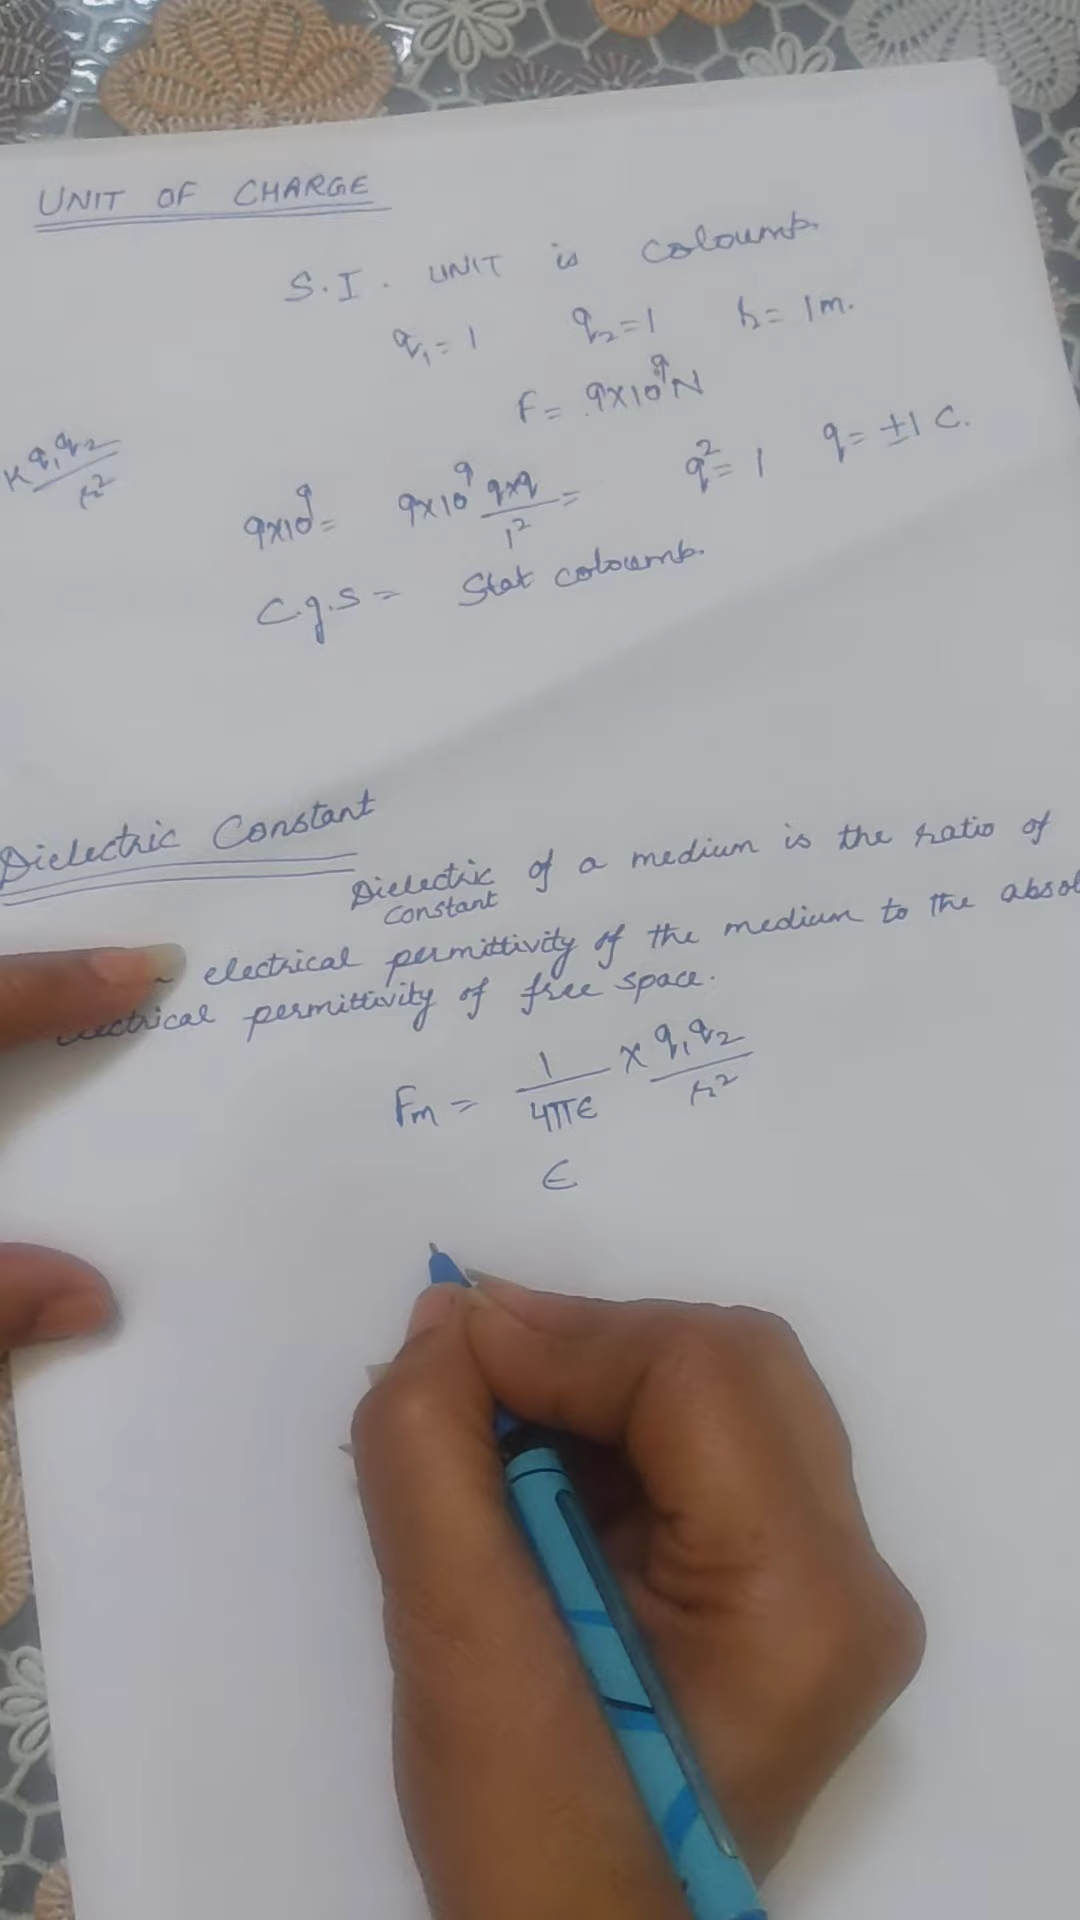 UNIT OF CHARGE
S.I. UNIT is Coloumb.
q₁ = 1 q₂ = 1 r = 1m.
F = 9×10⁹N
K q₁q₂/r²
9×10⁹ = 9×10⁹ q×q/1² = q² = 1 q = ±1 C.
C.g.s = Stat coloumb.
Dielectric Constant
Dielectric Constant of a medium is the ratio of
electrical permittivity of the medium to the absol
electrical permittivity of free space.
Fm = 1/4πϵ × q₁q₂/r²
ϵ